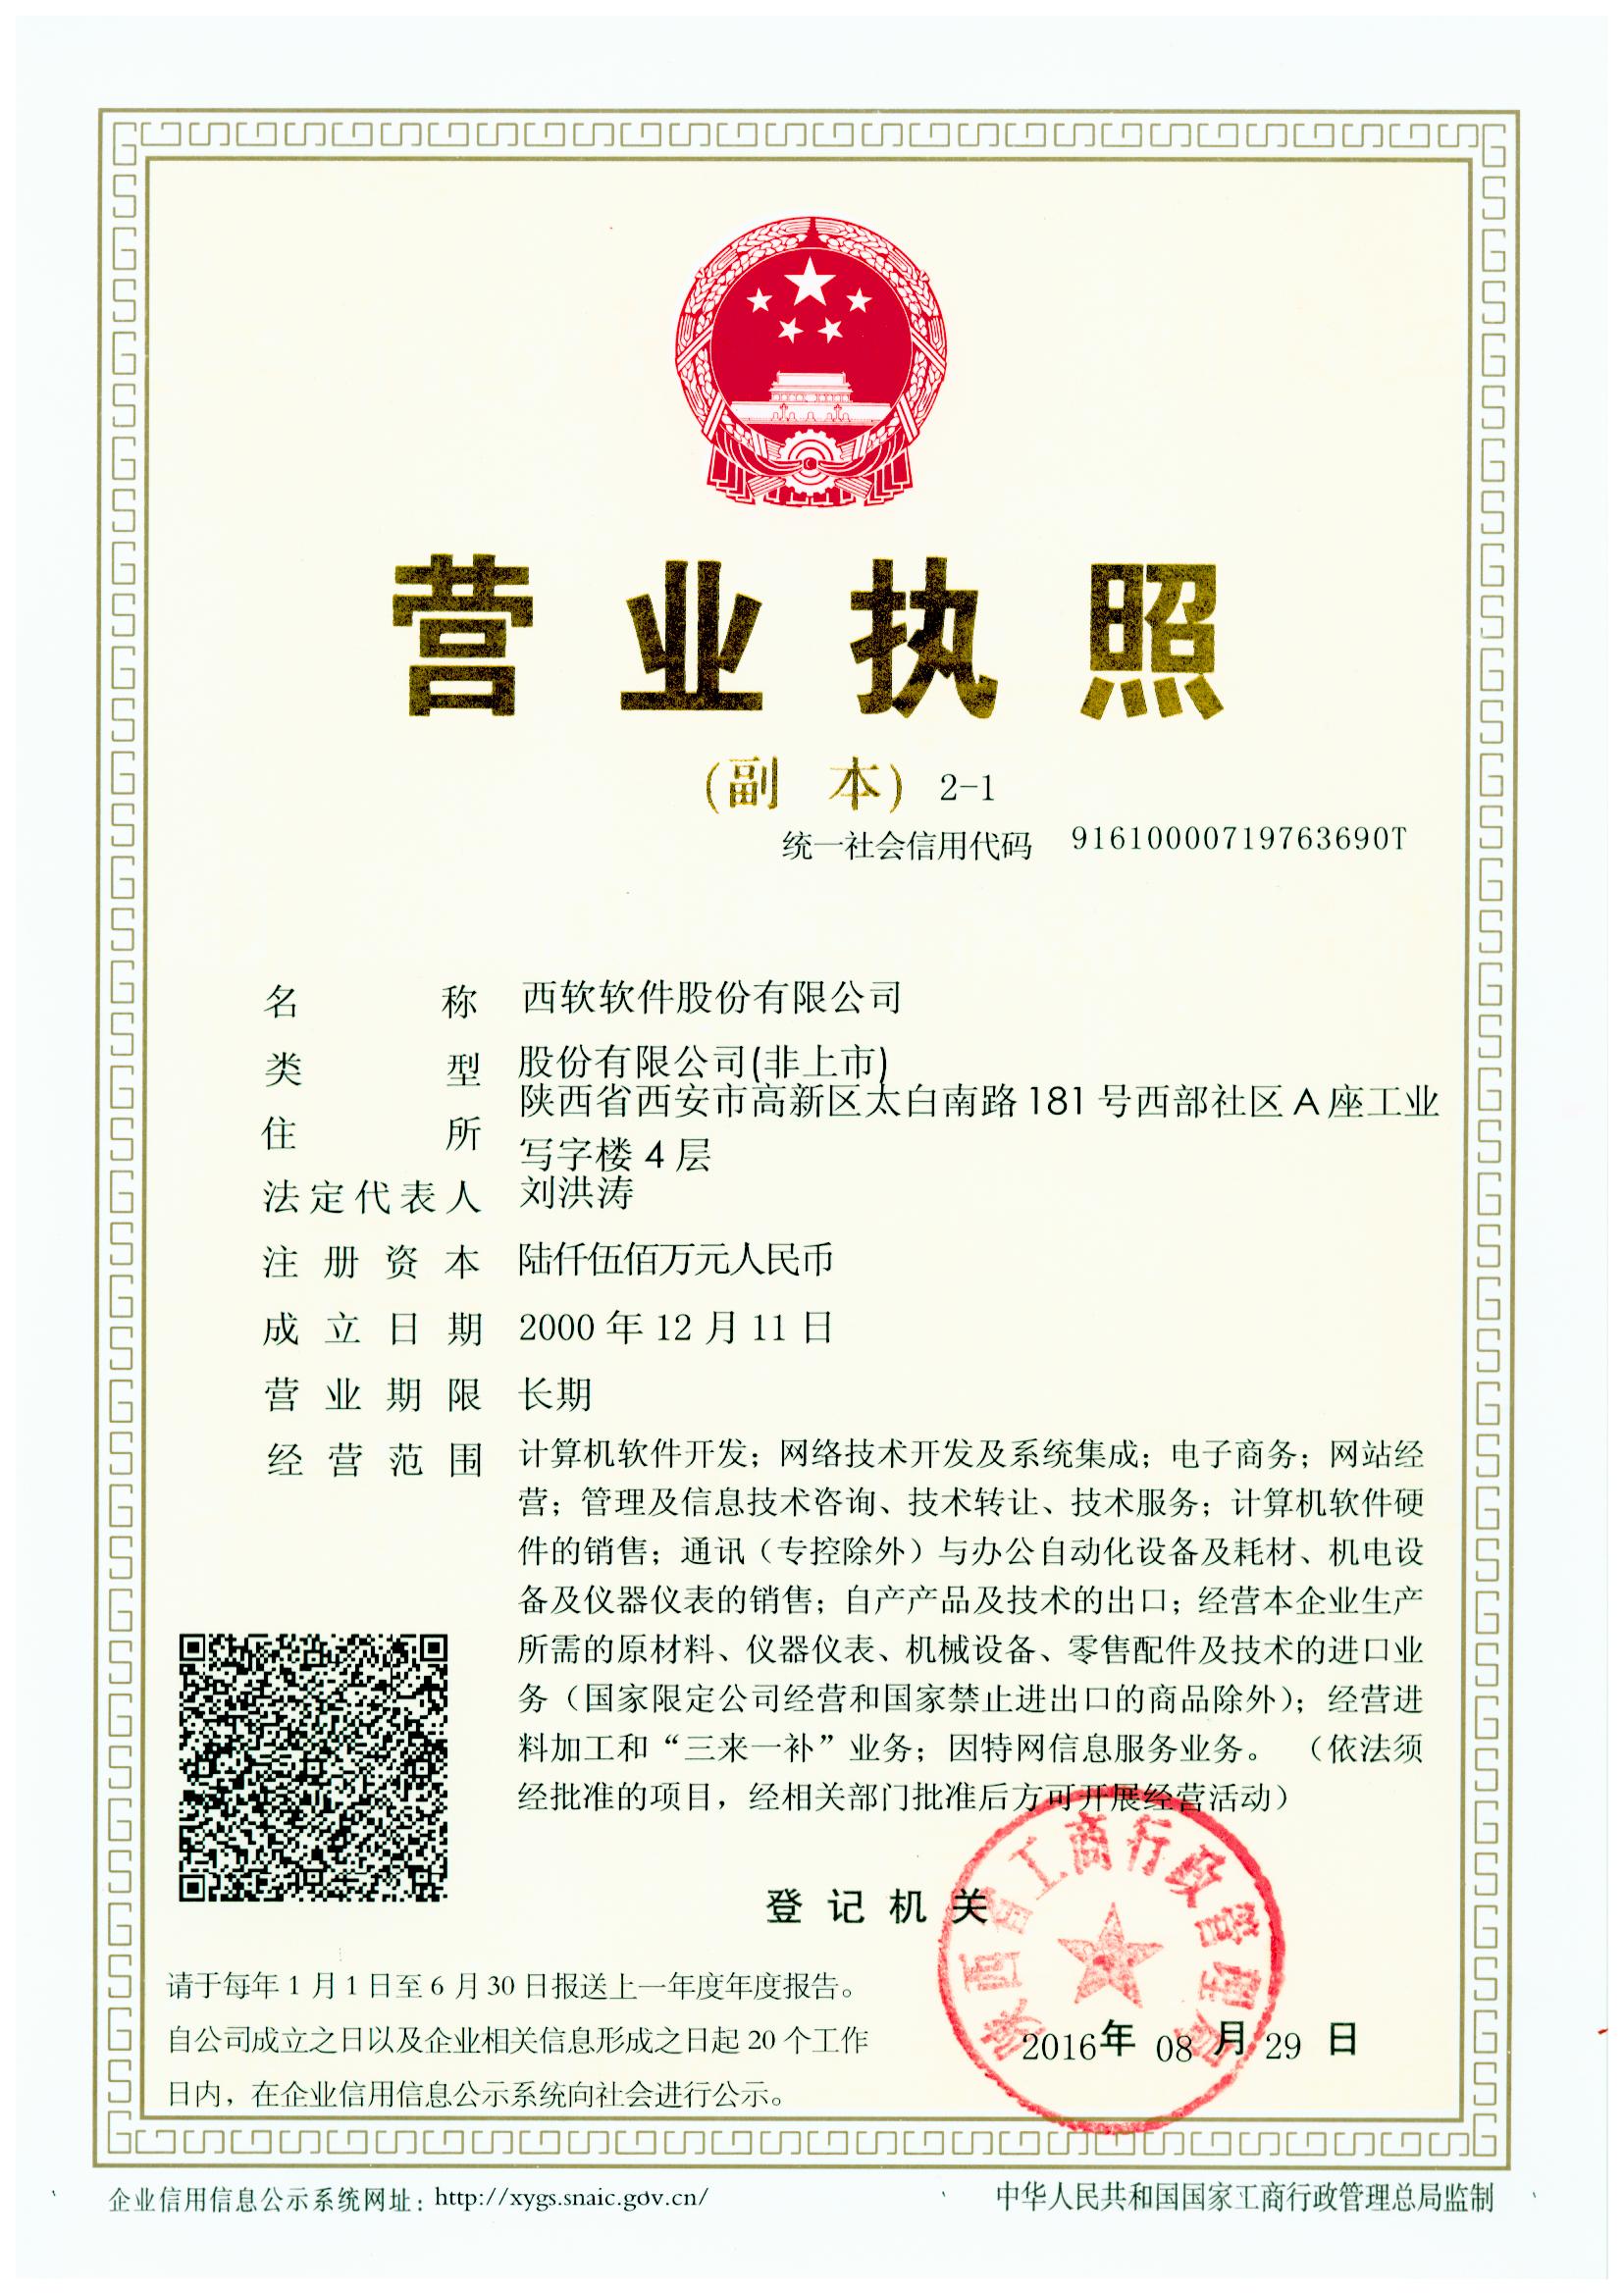 营业执照
(副 本) 2-1
统一社会信用代码 91610000719763690T
名称 西软软件股份有限公司
类型 股份有限公司(非上市)
住所 陕西省西安市高新区太白南路181号西部社区A座工业
写字楼4层
法定代表人 刘洪涛
注册资本 陆仟伍佰万元人民币
成立日期 2000年12月11日
营业期限 长期
经营范围 计算机软件开发；网络技术开发及系统集成；电子商务；网站经
营；管理及信息技术咨询、技术转让、技术服务；计算机软件硬
件的销售；通讯（专控除外）与办公自动化设备及耗材、机电设
备及仪器仪表的销售；自产产品及技术的出口；经营本企业生产
所需的原材料、仪器仪表、机械设备、零售配件及技术的进口业
务（国家限定公司经营和国家禁止进出口的商品除外）；经营进
料加工和“三来一补”业务；因特网信息服务业务。（依法须
经批准的项目，经相关部门批准后方可开展经营活动）
登记机关
陕西省工商行政管理局
2016年 08月29日
请于每年1月1日至6月30日报送上一年度年度报告。
自公司成立之日以及企业相关信息形成之日起20个工作
日内，在企业信用信息公示系统向社会进行公示。
企业信用信息公示系统网址：http://xygs.snaic.gov.cn/
中华人民共和国国家工商行政管理总局监制